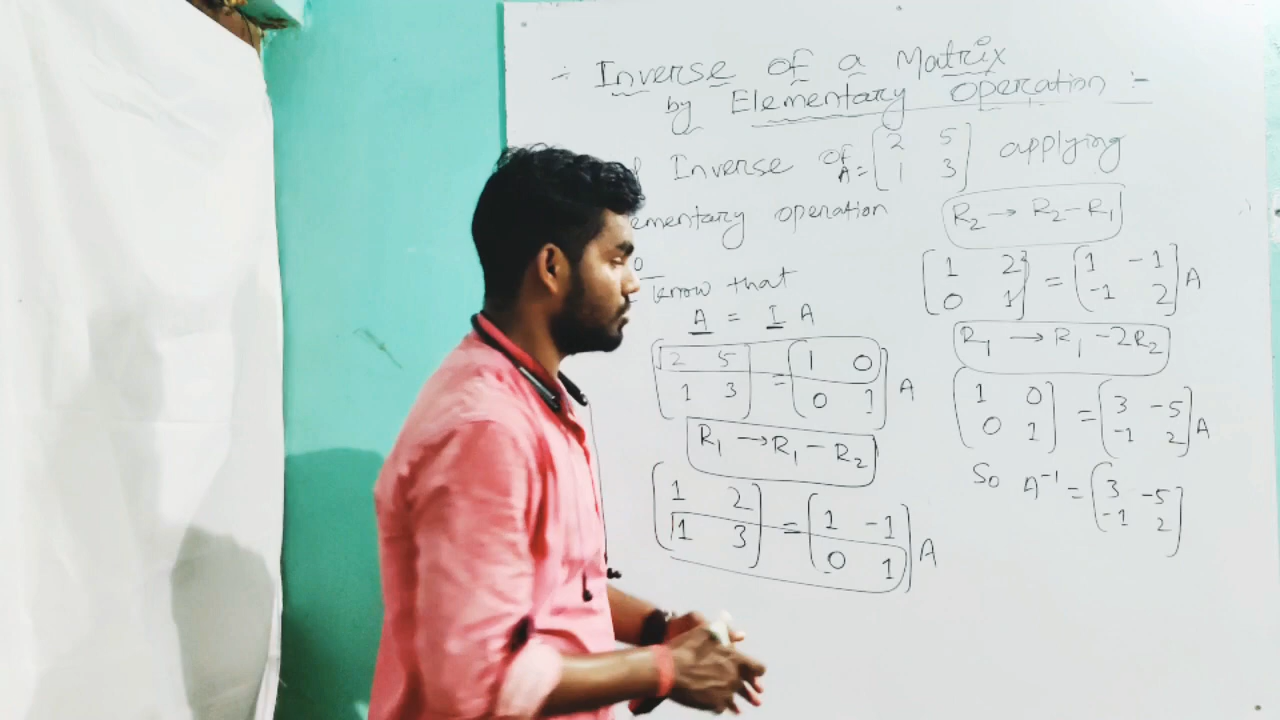 :- Inverse of a Matrix
by Elementary Operation :-
Inverse of A = [2 5
1 3] applying
ementary operation
know that
A = I A
[2 5
1 3] = [1 0
0 1] A
R₁ → R₁ - R₂
[1 2
1 3] = [1 -1
0 1] A
R₂ → R₂ - R₁
[1 2
0 1] = [1 -1
-1 2] A
R₁ → R₁ - 2R₂
[1 0
0 1] = [3 -5
-1 2] A
So A⁻¹ = [3 -5
-1 2]